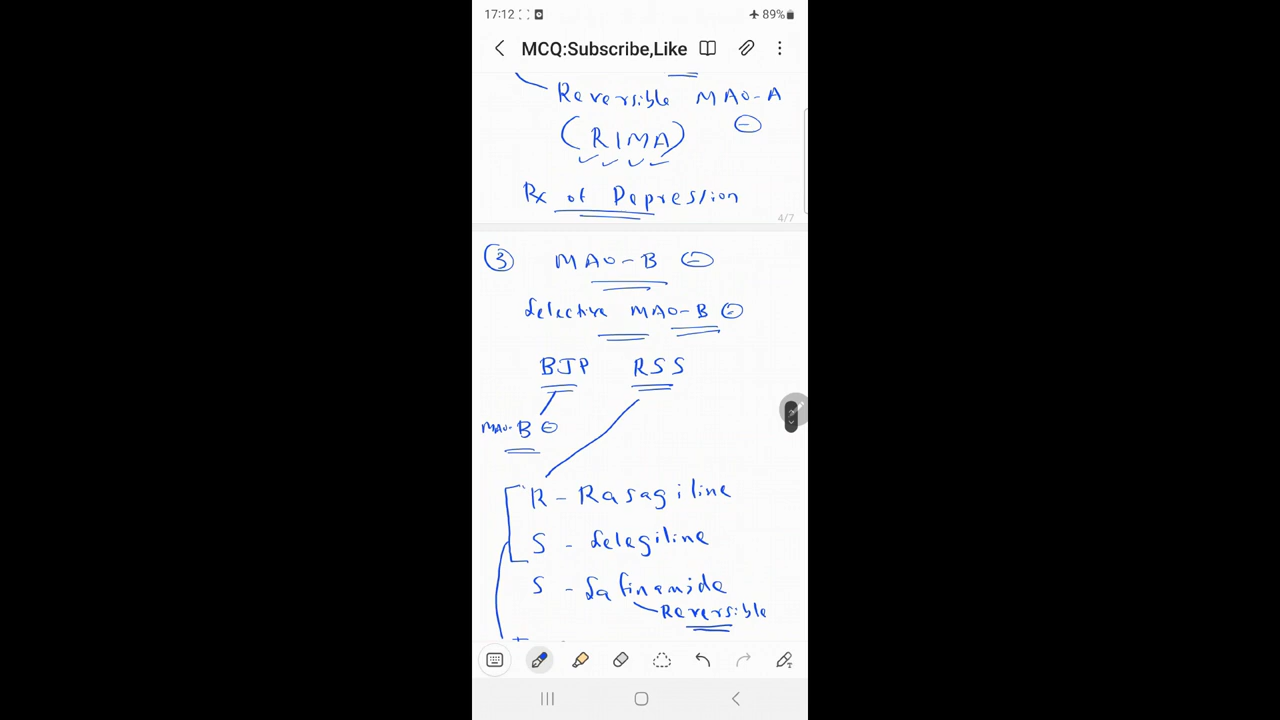 17:12 89%
MCQ:Subscribe,Like
Reversible MAO-A
(RIMA) -
Rx of Depression
4/7
3 MAO-B -
Selective MAO-B -
BJP RSS
MAO-B -
R - Rasagiline
S - Selegiline
S - Safinamide
Reversible